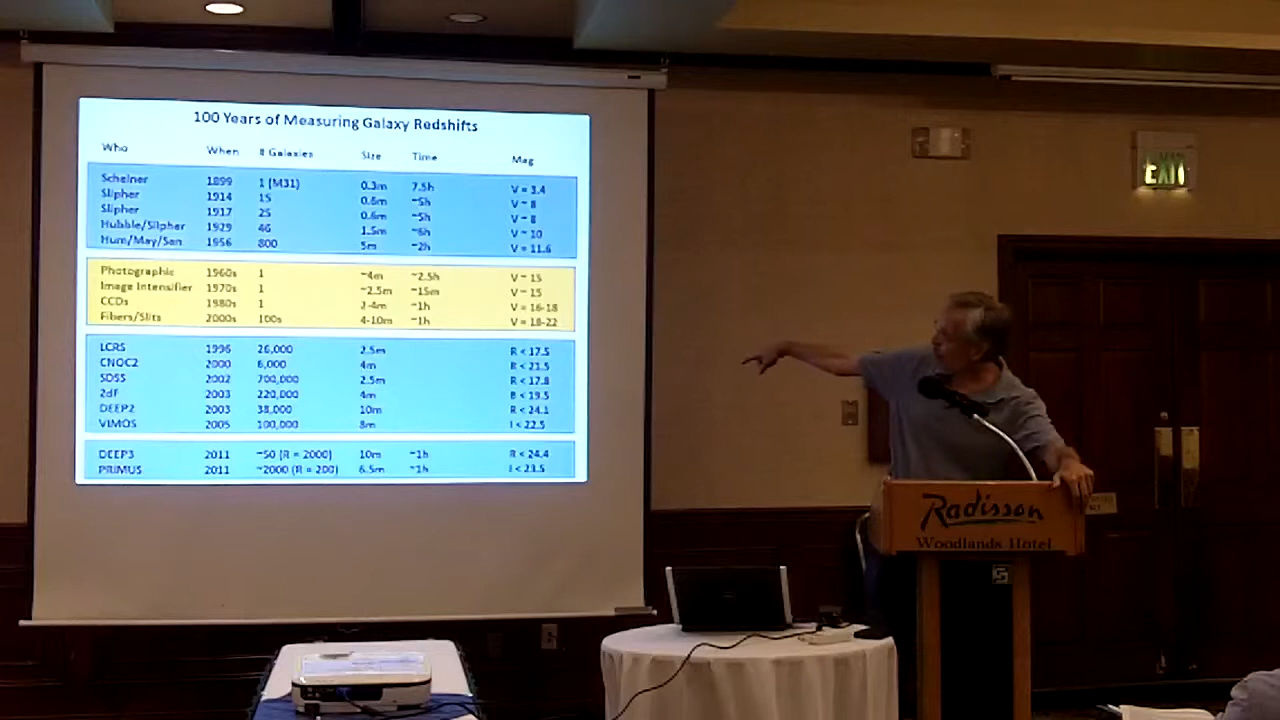 100 Years of Measuring Galaxy Redshifts
Who When # Galaxies Size Time Mag
Scheiner 1899 1 (M31) 0.3m 7.5h V = 3.4
Slipher 1914 15 0.6m ~5h V ~ 8
Slipher 1917 25 0.6m ~5h V ~ 8
Hubble/Slipher 1929 46 1.5m ~6h V ~ 10
Hum/May/San 1956 800 5m ~2h V = 11.6
Photographic 1960s 1 ~4m ~2.5h V ~ 15
Image Intensifier 1970s 1 ~2.5m ~15m V ~ 15
CCDs 1980s 1 2-4m ~1h V = 16-18
Fibers/Slits 2000s 100s 4-10m ~1h V = 18-22
LCRS 1996 26,000 2.5m R < 17.5
CNOC2 2000 6,000 4m R < 21.5
SDSS 2002 700,000 2.5m R < 17.8
2dF 2003 220,000 4m B < 19.5
DEEP2 2003 38,000 10m R < 24.1
VIMOS 2005 100,000 8m I < 22.5
DEEP3 2011 ~50 (R = 2000) 10m ~1h R < 24.4
PRIMUS 2011 ~2000 (R = 200) 6.5m ~1h I < 23.5
EXIT
Radisson
Woodlands Hotel